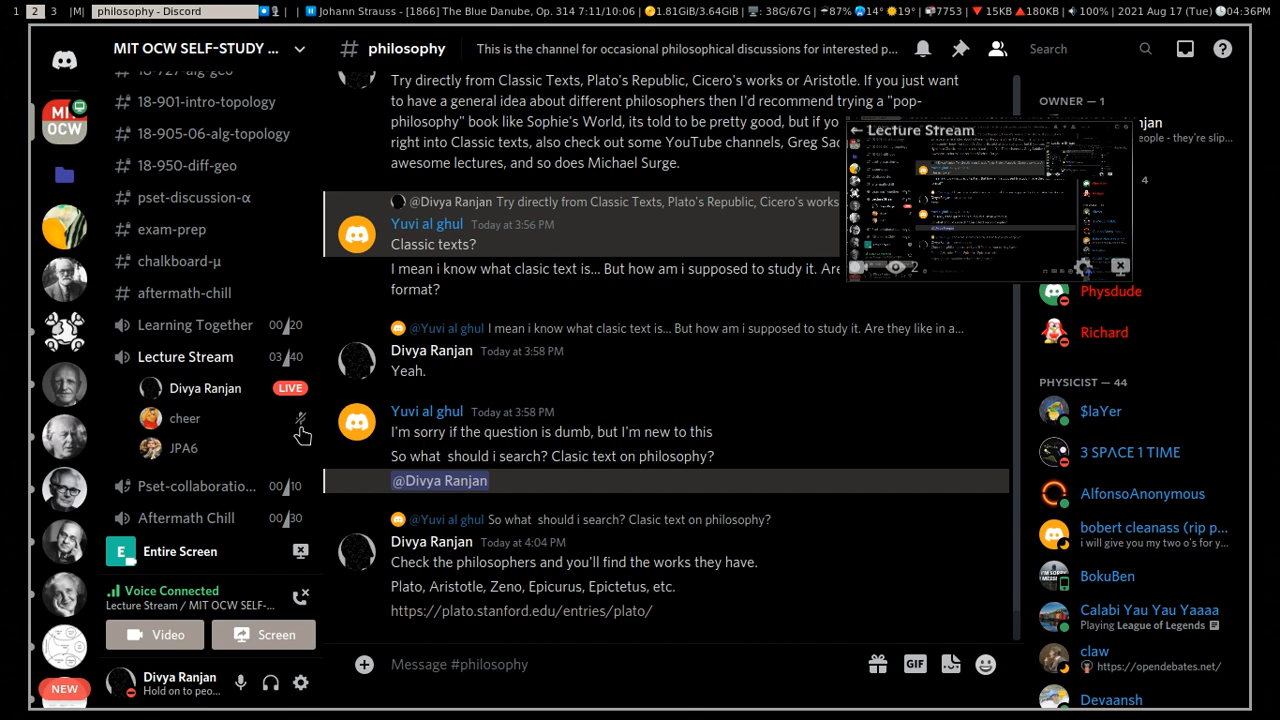 1 2 3 |M| philosophy - Discord | | Johann Strauss - [1866] The Blue Danube, Op. 314 7:11/10:06 | 1.81GiB/3.64GiB | : 38G/67G | 87% 14° 19° | 7753 | 15KB 180KB | 100% | 2021 Aug 17 (Tue) 04:36PM
MIT OCW SELF-STUDY ...
# philosophy
This is the channel for occasional philosophical discussions for interested p...
Search
18-727-alg-geo
18-901-intro-topology
18-905-06-alg-topology
18-950-diff-geo
pset-discussion-α
exam-prep
chalkboard-μ
aftermath-chill
Learning Together 00/20
Lecture Stream 03/40
Divya Ranjan LIVE
cheer
JPA6
Pset-collaboratio... 00/10
Aftermath Chill 00/30
E Entire Screen
Voice Connected
Lecture Stream / MIT OCW SELF-...
Video Screen
Divya Ranjan
Hold on to peo...
OCW
NEW
Try directly from Classic Texts, Plato's Republic, Cicero's works or Aristotle. If you just want
to have a general idea about different philosophers then I'd recommend trying a "pop-
philosophy" book like Sophie's World, its told to be pretty good, but if yo
right into classic texts, do check out some YouTube channels, Greg Sad
awesome lectures, and so does Michael Surge.
@Divya Ranjan Try directly from Classic Texts, Plato's Republic, Cicero's works
Yuvi al ghul Today at 3:56 PM
Clasic texts?
I mean i know what clasic text is... But how am i supposed to study it. Are
format?
@Yuvi al ghul I mean i know what clasic text is... But how am i supposed to study it. Are they like in a...
Divya Ranjan Today at 3:58 PM
Yeah.
Yuvi al ghul Today at 3:58 PM
I'm sorry if the question is dumb, but I'm new to this
So what should i search? Clasic text on philosophy?
@Divya Ranjan
@Yuvi al ghul So what should i search? Clasic text on philosophy?
Divya Ranjan Today at 4:04 PM
Check the philosophers and you'll find the works they have.
Plato, Aristotle, Zeno, Epicurus, Epictetus, etc.
https://plato.stanford.edu/entries/plato/
Message #philosophy
GIF
Lecture Stream
2
OWNER — 1
njan
eople - they're slip...
4
Physdude
Richard
PHYSICIST — 44
$laYer
3 SPΛCE 1 TIME
AlfonsoAnonymous
bobert cleanass (rip p...
i will give you my two o's for y...
BokuBen
Calabi Yau Yau Yaaaa
Playing League of Legends
claw
https://opendebates.net/
Devaansh